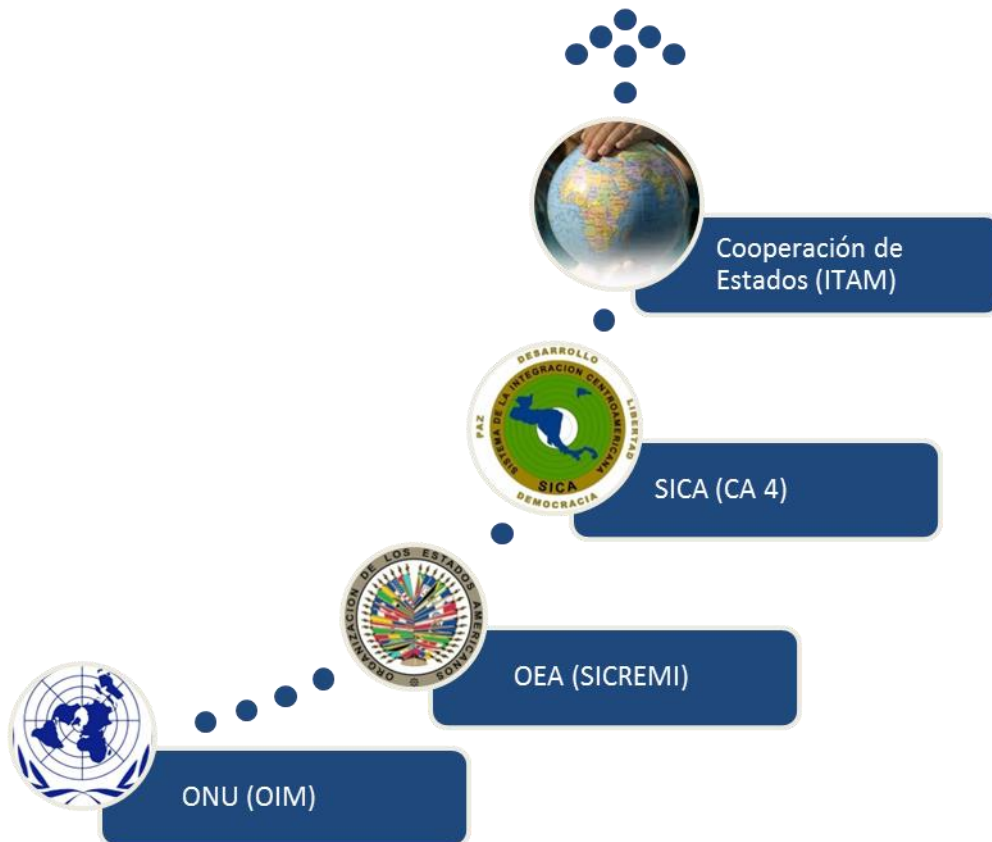 Cooperación de
Estados (ITAM)
DESARROLLO
PAZ
LIBERTAD
DEMOCRACIA
SISTEMA DE LA INTEGRACION CENTROAMERICANA
SICA
SICA (CA 4)
ORGANIZACION DE LOS ESTADOS AMERICANOS
OEA (SICREMI)
ONU (OIM)